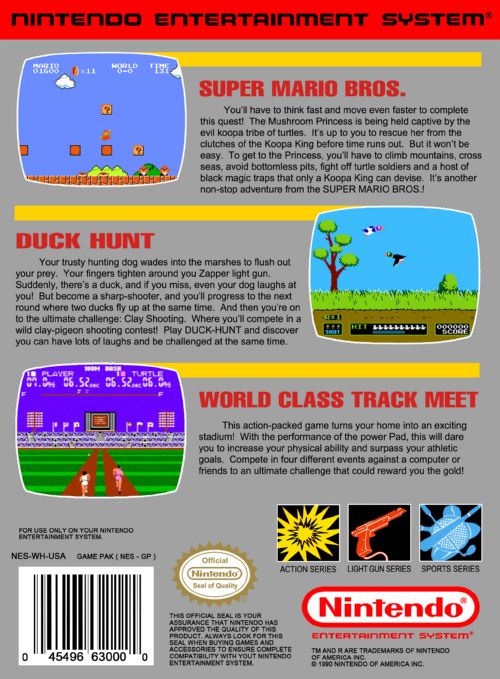 NINTENDO ENTERTAINMENT SYSTEM®
MARIO WORLD TIME
01600 ×11 0-0 131
SUPER MARIO BROS.
You'll have to think fast and move even faster to complete
this quest! The Mushroom Princess is being held captive by the
evil koopa tribe of turtles. It's up to you to rescue her from the
clutches of the Koopa King before time runs out. But it won't be
easy. To get to the Princess, you'll have to climb mountains, cross
seas, avoid bottomless pits, fight off turtle soldiers and a host of
black magic traps that only a Koopa King can devise. It's another
non-stop adventure from the SUPER MARIO BROS.!
DUCK HUNT
Your trusty hunting dog wades into the marshes to flush out
your prey. Your fingers tighten around you Zapper light gun.
Suddenly, there's a duck, and if you miss, even your dog laughs at
you! But become a sharp-shooter, and you'll progress to the next
round where two ducks fly up at the same time. And then you're on
to the ultimate challenge: Clay Shooting. Where you'll compete in a
wild clay-pigeon shooting contest! Play DUCK-HUNT and discover
you can have lots of laughs and be challenged at the same time.
R=1
SHOT HIT 000000
SCORE
100M DASH
PLAYER TURTLE
WORLD CLASS TRACK MEET
This action-packed game turns your home into an exciting
stadium! With the performance of the power Pad, this will dare
you to increase your physical ability and surpass your athletic
goals. Compete in four different events against a computer or
friends to an ultimate challenge that could reward you the gold!
FOR USE ONLY ON YOUR NINTENDO
ENTERTAINMENT SYSTEM.
NES-WH-USA GAME PAK ( NES - GP )
ACTION SERIES LIGHT GUN SERIES SPORTS SERIES
Official
Nintendo
Seal of Quality
0 45496 63000 0
THIS OFFICIAL SEAL IS YOUR
ASSURANCE THAT NINTENDO HAS
APPROVED THE QUALITY OF THIS
PRODUCT. ALWAYS LOOK FOR THIS
SEAL WHEN BUYING GAMES AND
ACCESSORIES TO ENSURE COMPLETE
COMPATIBILITY WITH YOUT NINTENDO
ENTERTAINMENT SYSTEM.
Nintendo®
ENTERTAINMENT SYSTEM®
TM AND R ARE TRADEMARKS OF NINTENDO
OF AMERICA INC.
© 1990 NINTENDO OF AMERICA INC.